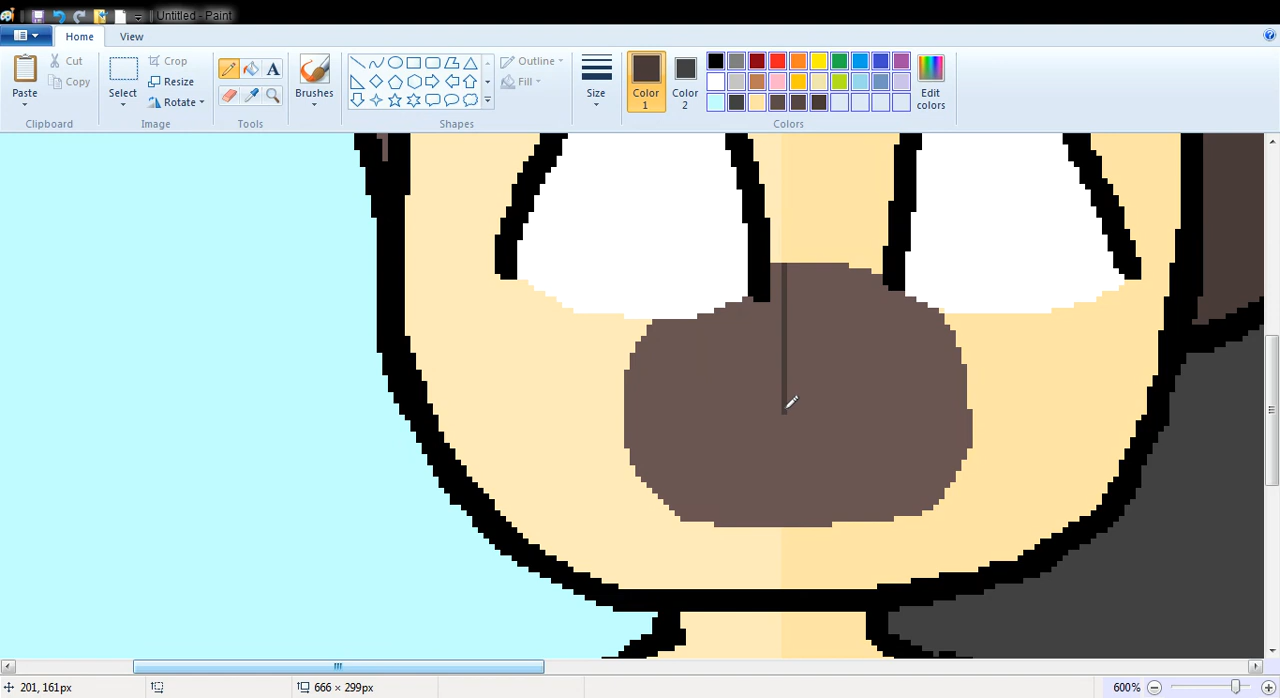 Untitled - Paint
Home View
Paste Cut Copy Clipboard
Select Crop Resize Rotate Image
A Tools
Brushes
Outline Fill Shapes
Size
Color 1 Color 2 Edit colors Colors
201, 161px 666 × 299px 600%